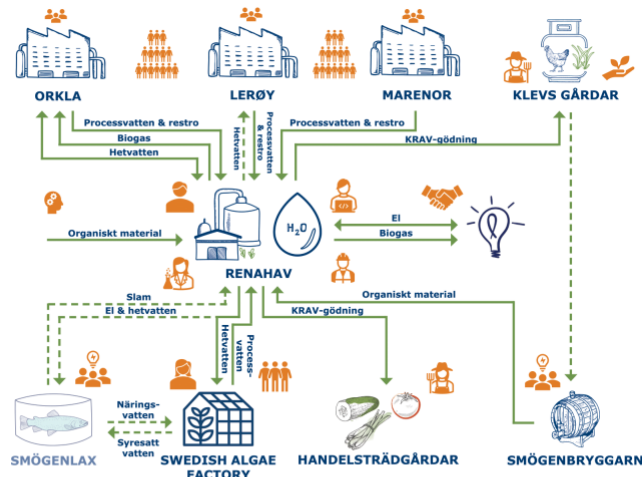 ORKLA
LERØY
MARENOR
KLEVS GÅRDAR
Processvatten & restro
Biogas
Hetvatten
Hetvatten
Processvatten
& restro
Processvatten & restro
KRAV-gödning
Organiskt material
H₂O
El
Biogas
RENAHAV
Slam
El & hetvatten
Hetvatten
Process-
vatten
KRAV-gödning
Organiskt material
Närings-
vatten
Syresatt
vatten
SMÖGENLAX
SWEDISH ALGAE
FACTORY
HANDELSTRÄDGÅRDAR
SMÖGENBRYGGARN